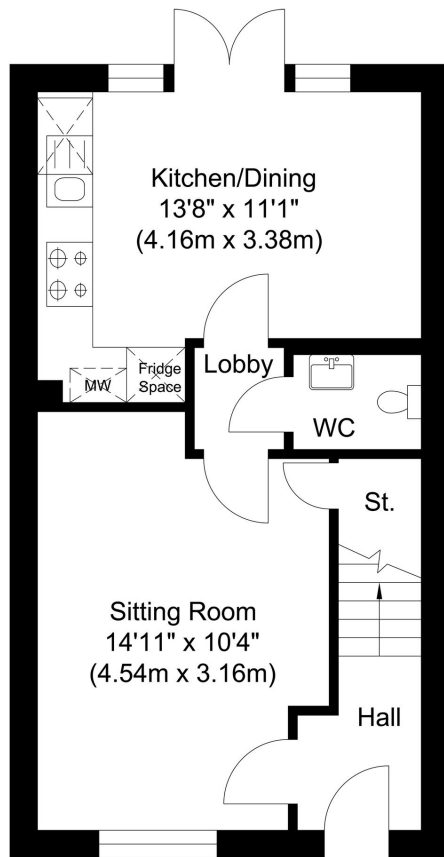 Kitchen/Dining
13'8" x 11'1"
(4.16m x 3.38m)
Lobby
Fridge
Space
MW
WC
St.
Sitting Room
14'11" x 10'4"
(4.54m x 3.16m)
Hall